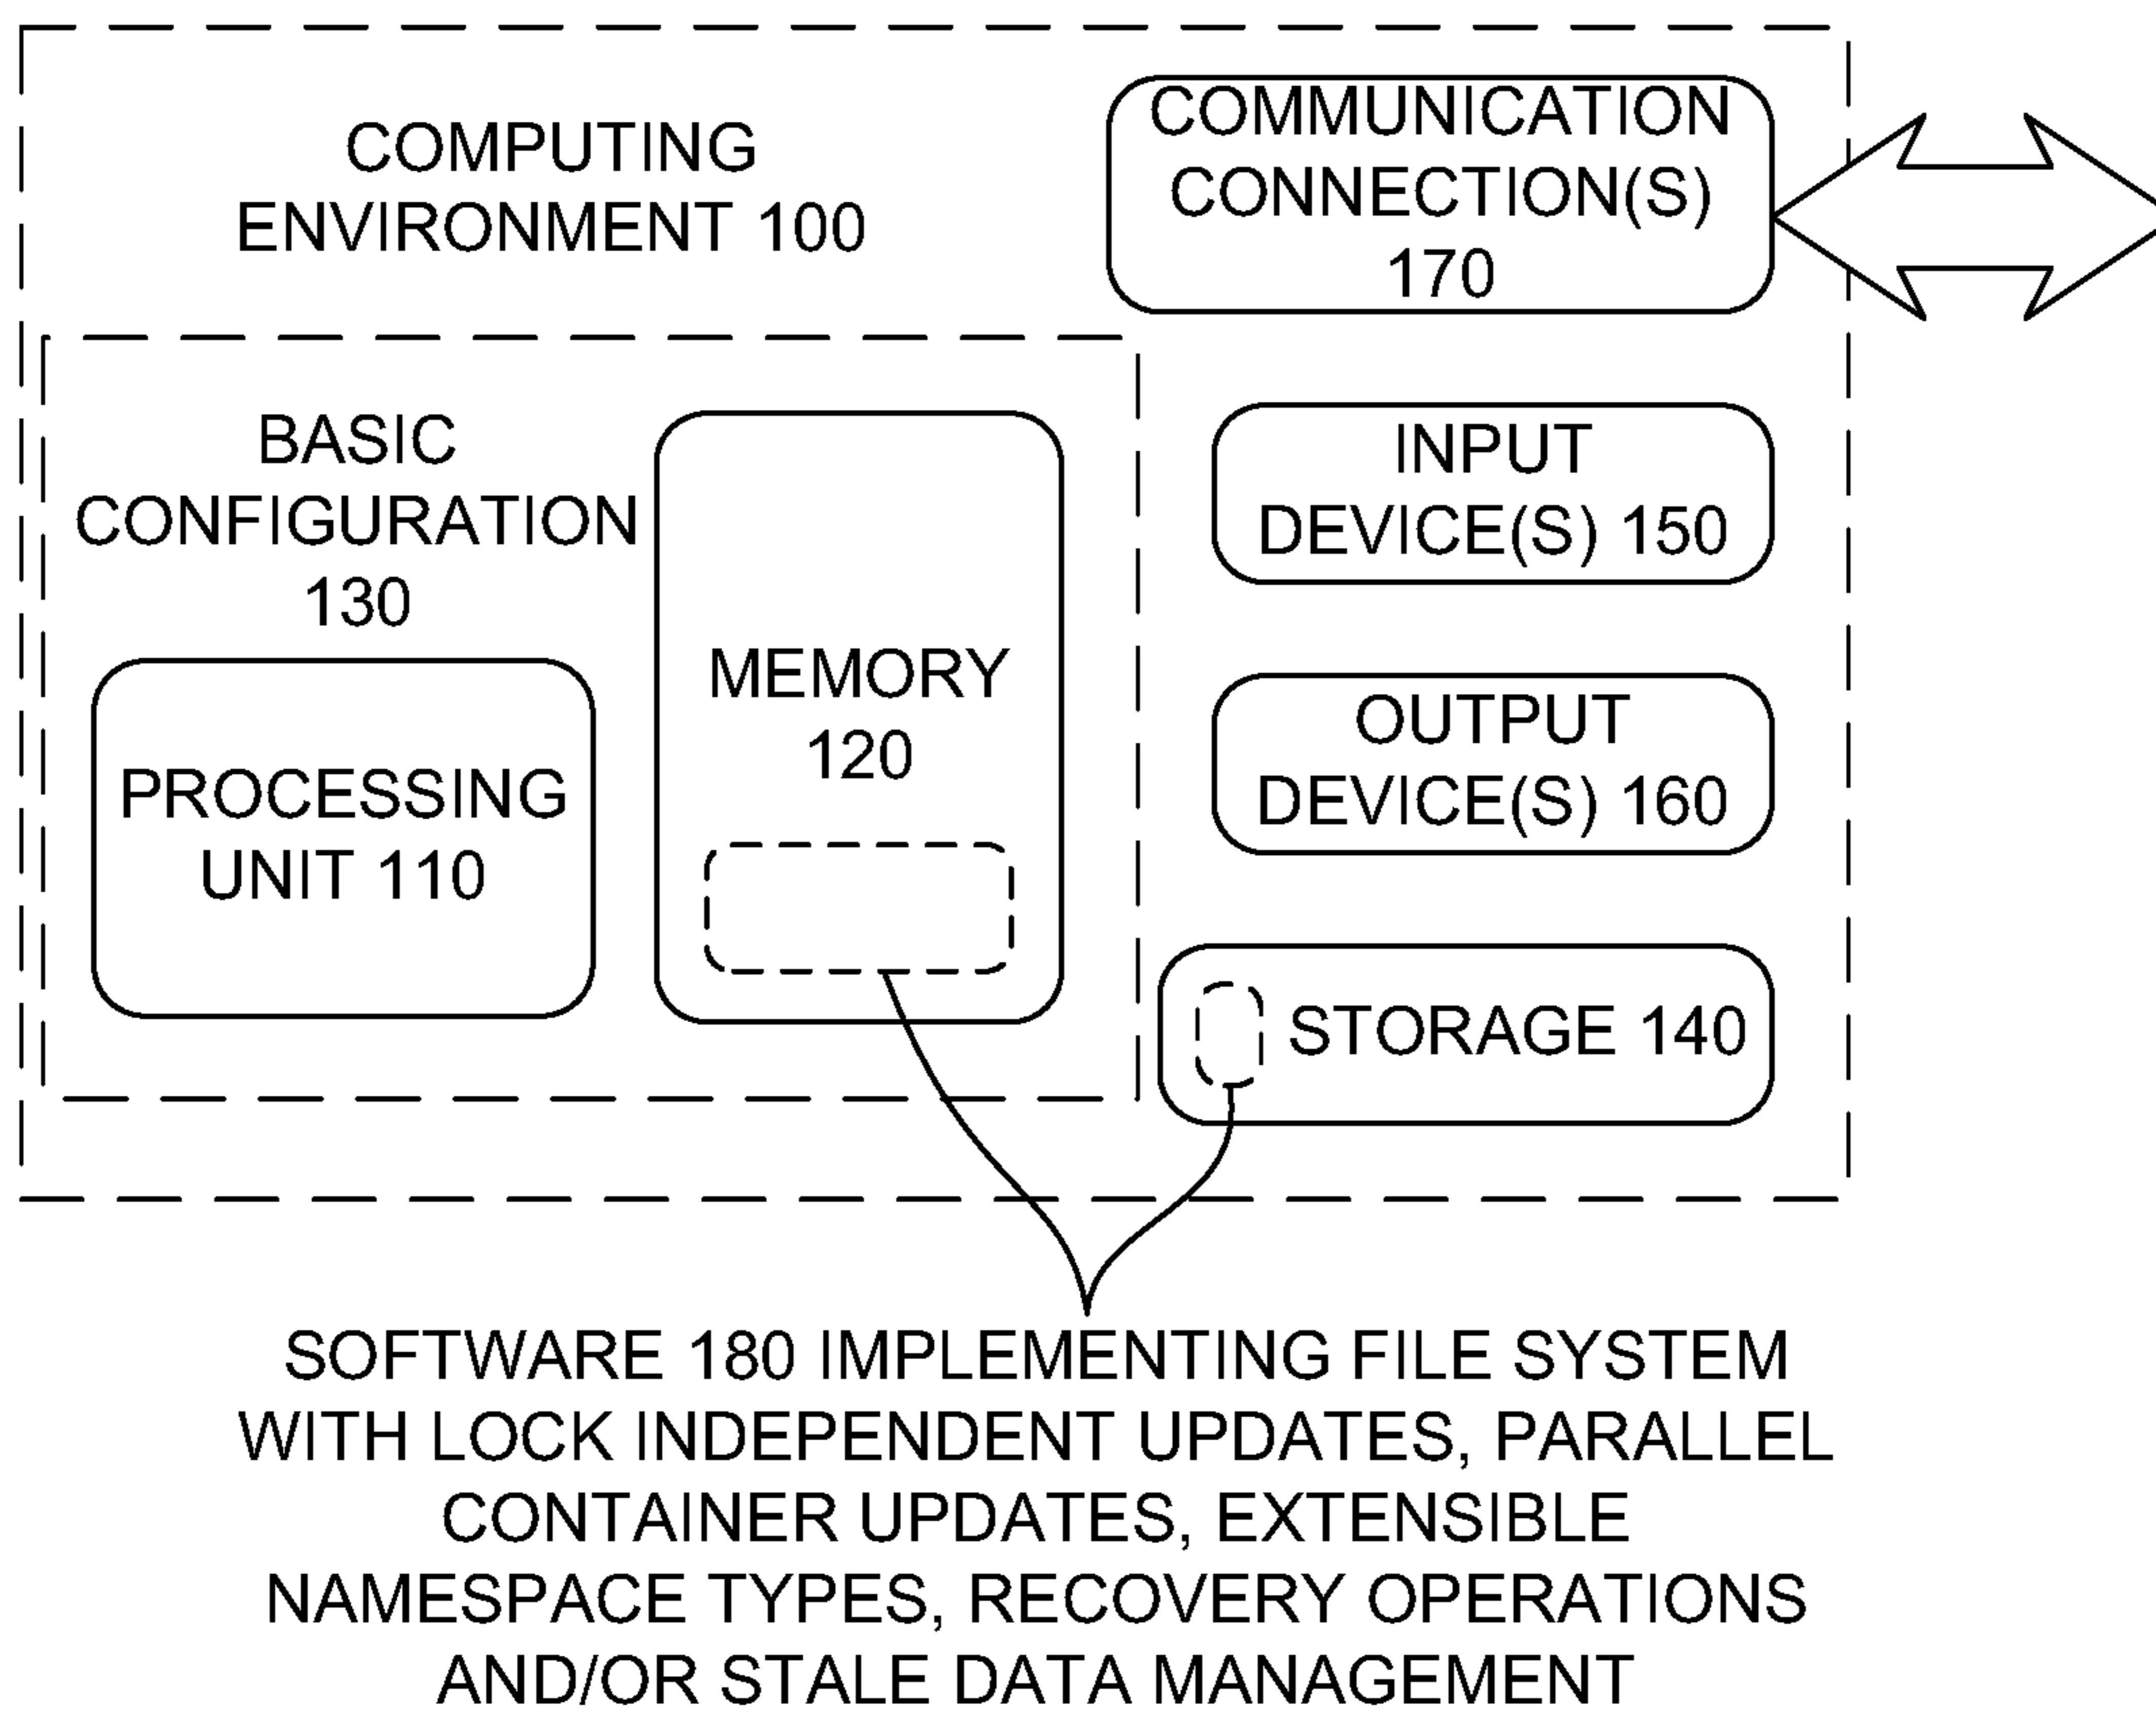 COMPUTING
ENVIRONMENT 100
COMMUNICATION
CONNECTION(S)
170
BASIC
CONFIGURATION
130
PROCESSING
UNIT 110
MEMORY
120
INPUT
DEVICE(S) 150
OUTPUT
DEVICE(S) 160
STORAGE 140
SOFTWARE 180 IMPLEMENTING FILE SYSTEM
WITH LOCK INDEPENDENT UPDATES, PARALLEL
CONTAINER UPDATES, EXTENSIBLE
NAMESPACE TYPES, RECOVERY OPERATIONS
AND/OR STALE DATA MANAGEMENT